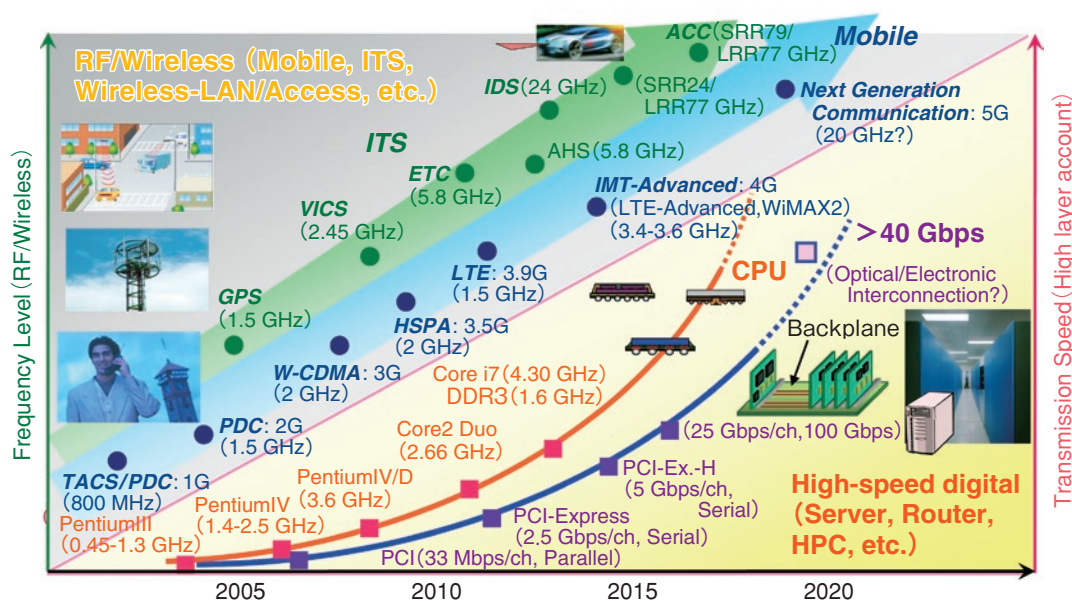 RF/Wireless (Mobile, ITS,
Wireless-LAN/Access, etc.)
ACC(SRR79/
LRR77 GHz)
Mobile
IDS(24 GHz)
(SRR24/
LRR77 GHz)
Next Generation
Communication: 5G
(20 GHz?)
ITS
AHS(5.8 GHz)
ETC
(5.8 GHz)
IMT-Advanced: 4G
(LTE-Advanced,WiMAX2)
(3.4-3.6 GHz)
VICS
(2.45 GHz)
>40 Gbps
LTE: 3.9G
(1.5 GHz)
CPU
(Optical/Electronic
Interconnection?)
GPS
(1.5 GHz)
HSPA: 3.5G
(2 GHz)
Backplane
W-CDMA: 3G
(2 GHz)
Core i7(4.30 GHz)
DDR3(1.6 GHz)
PDC: 2G
(1.5 GHz)
Core2 Duo
(2.66 GHz)
(25 Gbps/ch,100 Gbps)
TACS/PDC: 1G
(800 MHz)
PentiumIV/D
(3.6 GHz)
PCI-Ex.-H
(5 Gbps/ch,
Serial)
High-speed digital
(Server, Router,
HPC, etc.)
PentiumIII
(0.45-1.3 GHz)
PentiumIV
(1.4-2.5 GHz)
PCI-Express
(2.5 Gbps/ch, Serial)
PCI(33 Mbps/ch, Parallel)
2005
2010
2015
2020
Frequency Level (RF/Wireless)
Transmission Speed (High layer account)